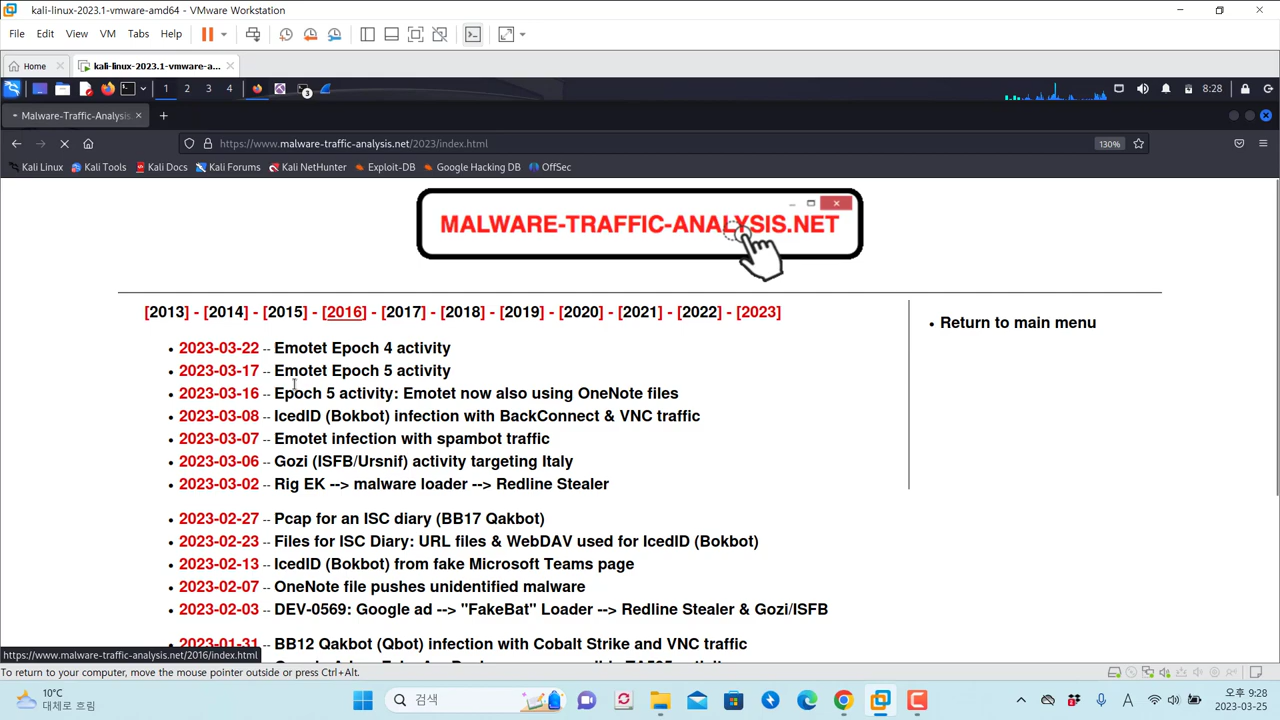 kali-linux-2023.1-vmware-amd64 - VMware Workstation
File Edit View VM Tabs Help
Home kali-linux-2023.1-vmware-a...
1 2 3 4 3 8:28
Malware-Traffic-Analysis
https://www.malware-traffic-analysis.net/2023/index.html 130%
Kali Linux Kali Tools Kali Docs Kali Forums Kali NetHunter Exploit-DB Google Hacking DB OffSec
MALWARE-TRAFFIC-ANALYSIS.NET
[2013] - [2014] - [2015] - [2016] - [2017] - [2018] - [2019] - [2020] - [2021] - [2022] - [2023]
Return to main menu
2023-03-22 -- Emotet Epoch 4 activity
2023-03-17 -- Emotet Epoch 5 activity
2023-03-16 -- Epoch 5 activity: Emotet now also using OneNote files
2023-03-08 -- IcedID (Bokbot) infection with BackConnect & VNC traffic
2023-03-07 -- Emotet infection with spambot traffic
2023-03-06 -- Gozi (ISFB/Ursnif) activity targeting Italy
2023-03-02 -- Rig EK --> malware loader --> Redline Stealer
2023-02-27 -- Pcap for an ISC diary (BB17 Qakbot)
2023-02-23 -- Files for ISC Diary: URL files & WebDAV used for IcedID (Bokbot)
2023-02-13 -- IcedID (Bokbot) from fake Microsoft Teams page
2023-02-07 -- OneNote file pushes unidentified malware
2023-02-03 -- DEV-0569: Google ad --> "FakeBat" Loader --> Redline Stealer & Gozi/ISFB
2023-01-31 -- BB12 Qakbot (Qbot) infection with Cobalt Strike and VNC traffic
https://www.malware-traffic-analysis.net/2016/index.html
To return to your computer, move the mouse pointer outside or press Ctrl+Alt.
10°C
대체로 흐림
검색
A
오후 9:28
2023-03-25